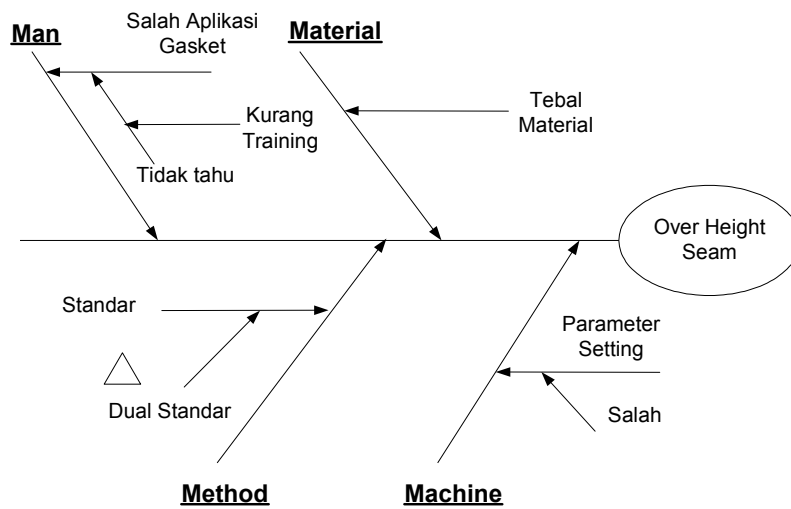 Man
Salah Aplikasi
Gasket
Material
Kurang
Training
Tidak tahu
Tebal
Material
Over Height
Seam
Standar
Dual Standar
Parameter
Setting
Salah
Method
Machine